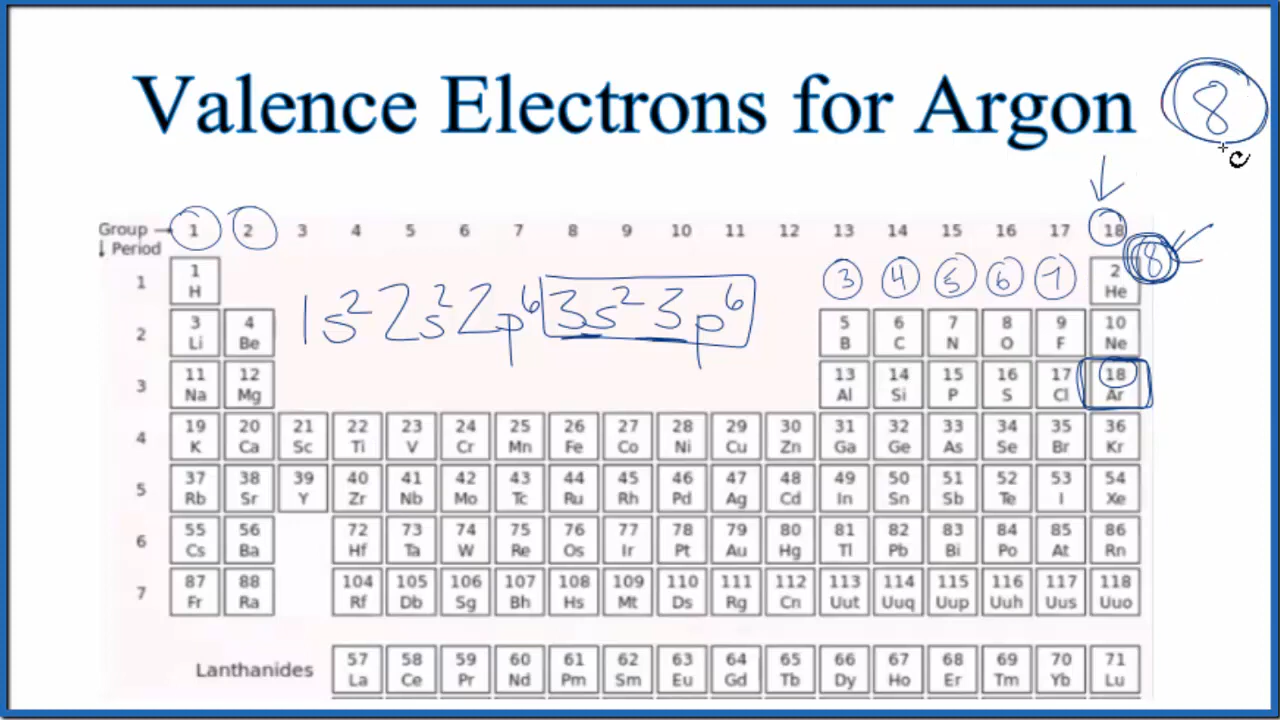 Valence Electrons for Argon 8
Group → 1 2 3 4 5 6 7 8 9 10 11 12 13 14 15 16 17 18
↓ Period
8
3 4 5 6 7
1 1 2
H He
1s² 2s² 2p⁶ 3s² 3p⁶
2 3 4 5 6 7 8 9 10
Li Be B C N O F Ne
3 11 12 13 14 15 16 17 18
Na Mg Al Si P S Cl Ar
4 19 20 21 22 23 24 25 26 27 28 29 30 31 32 33 34 35 36
K Ca Sc Ti V Cr Mn Fe Co Ni Cu Zn Ga Ge As Se Br Kr
5 37 38 39 40 41 42 43 44 45 46 47 48 49 50 51 52 53 54
Rb Sr Y Zr Nb Mo Tc Ru Rh Pd Ag Cd In Sn Sb Te I Xe
6 55 56 72 73 74 75 76 77 78 79 80 81 82 83 84 85 86
Cs Ba Hf Ta W Re Os Ir Pt Au Hg Tl Pb Bi Po At Rn
7 87 88 104 105 106 107 108 109 110 111 112 113 114 115 116 117 118
Fr Ra Rf Db Sg Bh Hs Mt Ds Rg Cn Uut Uuq Uup Uuh Uus Uuo
Lanthanides 57 58 59 60 61 62 63 64 65 66 67 68 69 70 71
La Ce Pr Nd Pm Sm Eu Gd Tb Dy Ho Er Tm Yb Lu